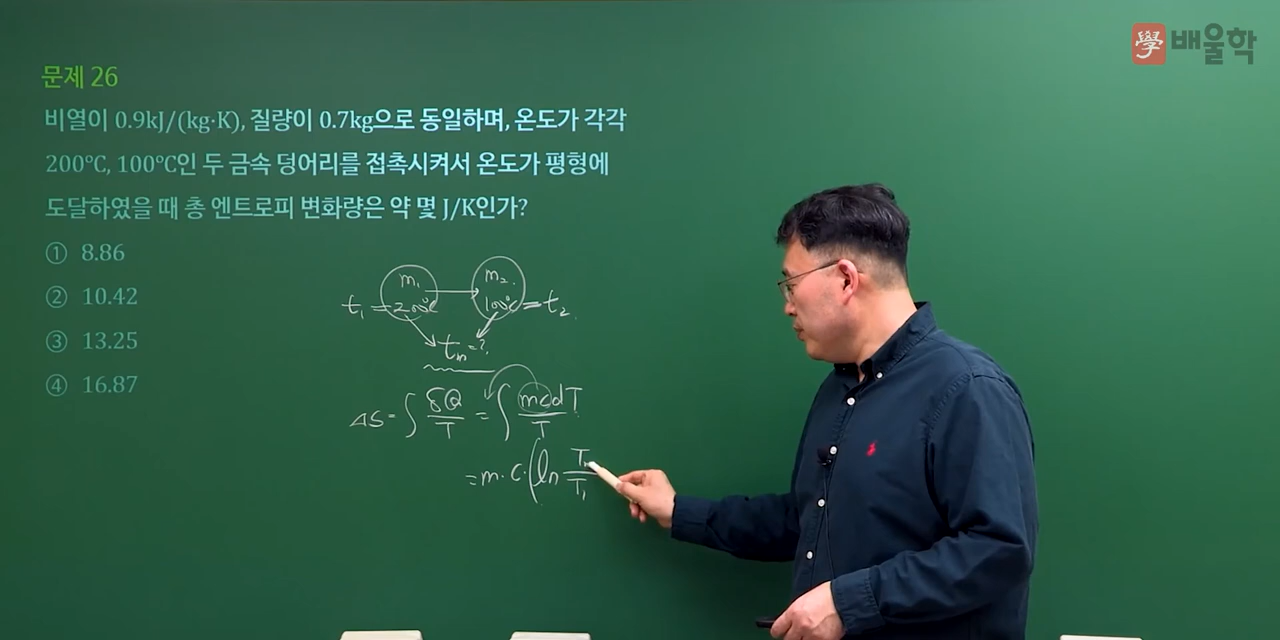 學 배울학
문제 26
비열이 0.9kJ/(kg·K), 질량이 0.7kg으로 동일하며, 온도가 각각
200℃, 100℃인 두 금속 덩어리를 접촉시켜서 온도가 평형에
도달하였을 때 총 엔트로피 변화량은 약 몇 J/K인가?
① 8.86
② 10.42
③ 13.25
④ 16.87
m₁ m₂
t₁ = 200℃ 100℃ = t₂
tm = ?
ΔS = ∫ δQ/T = ∫ mcdT/T
= m · c · (ln Tm/T₁